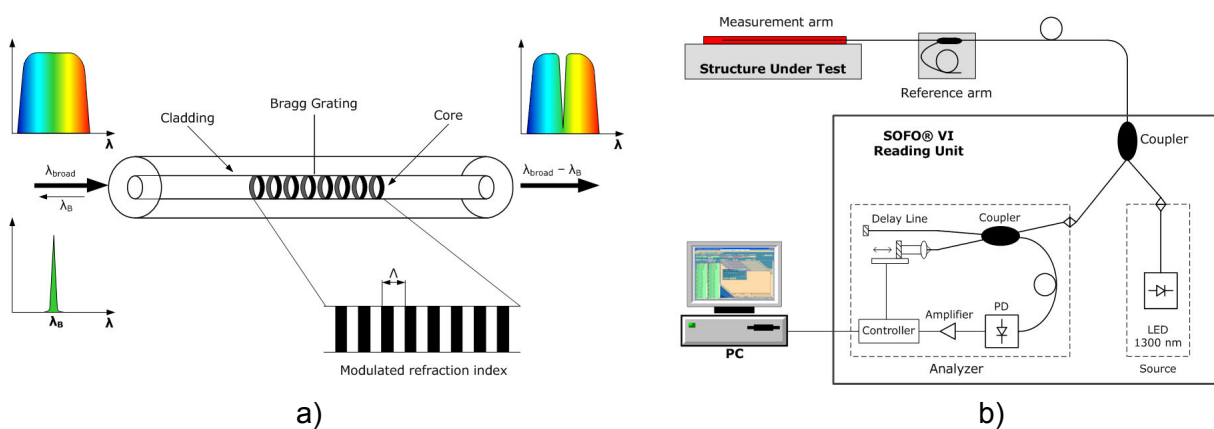 λ
Cladding
Bragg Grating
Core
λ
λbroad
λB
λbroad – λB
Λ
λB
λ
Modulated refraction index
a)
Measurement arm
Structure Under Test
Reference arm
SOFO® VI
Reading Unit
Coupler
Delay Line
Coupler
Controller
Amplifier
PD
LED
1300 nm
PC
Analyzer
Source
b)